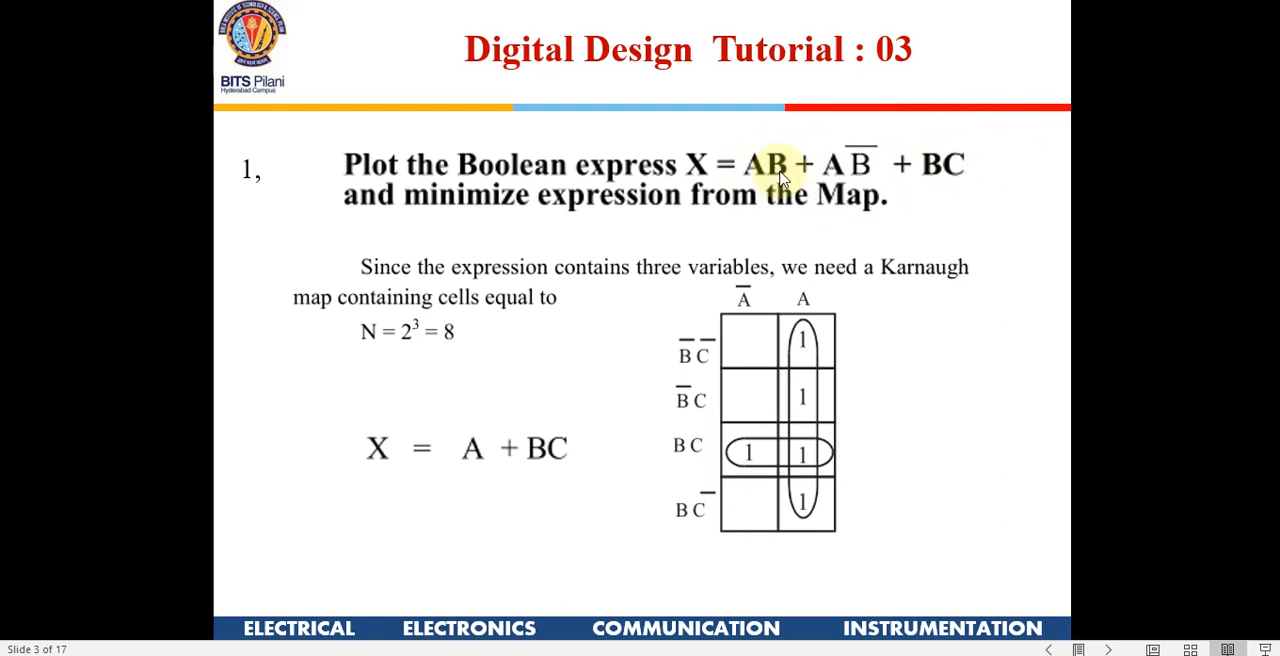 BITS Pilani
Hyderabad Campus
Digital Design Tutorial : 03
1,
Plot the Boolean express X = AB + A B̅ + BC
and minimize expression from the Map.
Since the expression contains three variables, we need a Karnaugh
map containing cells equal to
N = 2³ = 8
X = A + BC
A̅ A
B̅ C̅ 1
B̅ C 1
B C 1 1
B C̅ 1
ELECTRICAL ELECTRONICS COMMUNICATION INSTRUMENTATION
Slide 3 of 17